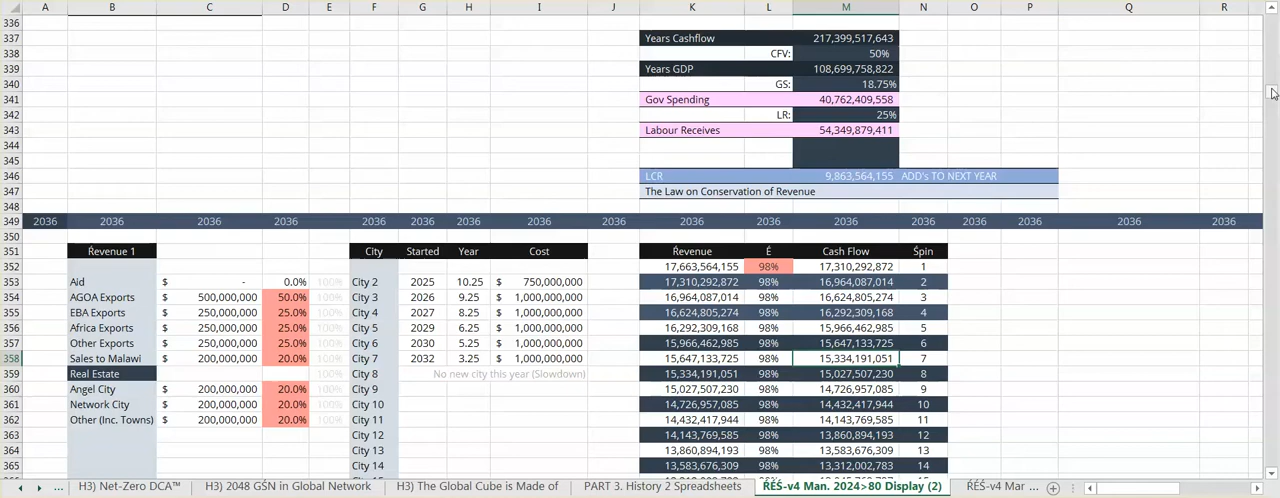 A B C D E F G H I J K L M N O P Q R
336
337 Years Cashflow 217,399,517,643
338 CFV: 50%
339 Years GDP 108,699,758,822
340 GS: 18.75%
341 Gov Spending 40,762,409,558
342 LR: 25%
343 Labour Receives 54,349,879,411
344
345
346 LCR 9,863,564,155 ADD's TO NEXT YEAR
347 The Law on Conservation of Revenue
348
349 2036 2036 2036 2036 2036 2036 2036 2036 2036 2036 2036 2036 2036 2036 2036 2036
350
351 Ŕevenue 1 City Started Year Cost Ŕevenue É Cash Flow Śpin
352 17,663,564,155 98% 17,310,292,872 1
353 Aid $ - 0.0% 100% City 2 2025 10.25 $ 750,000,000 17,310,292,872 98% 16,964,087,014 2
354 AGOA Exports $ 500,000,000 50.0% 100% City 3 2026 9.25 $ 1,000,000,000 16,964,087,014 98% 16,624,805,274 3
355 EBA Exports $ 250,000,000 25.0% 100% City 4 2027 8.25 $ 1,000,000,000 16,624,805,274 98% 16,292,309,168 4
356 Africa Exports $ 250,000,000 25.0% 100% City 5 2029 6.25 $ 1,000,000,000 16,292,309,168 98% 15,966,462,985 5
357 Other Exports $ 250,000,000 25.0% 100% City 6 2030 5.25 $ 1,000,000,000 15,966,462,985 98% 15,647,133,725 6
358 Sales to Malawi $ 200,000,000 20.0% 100% City 7 2032 3.25 $ 1,000,000,000 15,647,133,725 98% 15,334,191,051 7
359 Real Estate 100% City 8 No new city this year (Slowdown) 15,334,191,051 98% 15,027,507,230 8
360 Angel City $ 200,000,000 20.0% 100% City 9 15,027,507,230 98% 14,726,957,085 9
361 Network City $ 200,000,000 20.0% 100% City 10 14,726,957,085 98% 14,432,417,944 10
362 Other (Inc. Towns) $ 200,000,000 20.0% 100% City 11 14,432,417,944 98% 14,143,769,585 11
363 City 12 14,143,769,585 98% 13,860,894,193 12
364 City 13 13,860,894,193 98% 13,583,676,309 13
365 City 14 13,583,676,309 98% 13,312,002,783 14
... H3) Net-Zero DCA™ H3) 2048 GŚN in Global Network H3) The Global Cube is Made of PART 3. History 2 Spreadsheets ŔÉŚ-v4 Man. 2024>80 Display (2) ŔÉŚ-v4 Mar ...